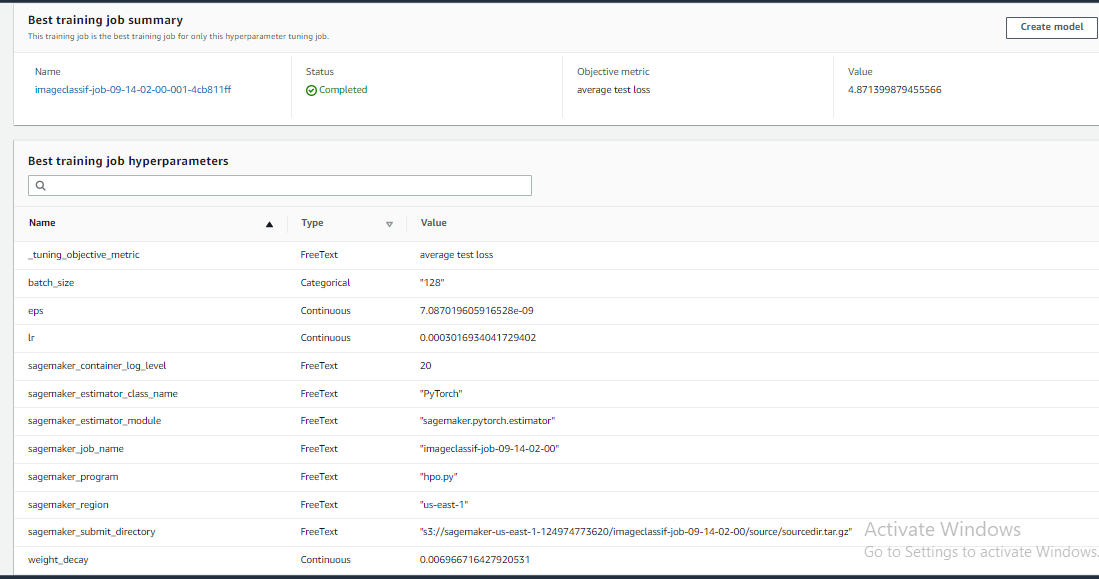 Best training job summary
This training job is the best training job for only this hyperparameter tuning job.
Create model
Name Status Objective metric Value
imageclassif-job-09-14-02-00-001-4cb811ff Completed average test loss 4.871399879455566
Best training job hyperparameters
Name Type Value
_tuning_objective_metric FreeText average test loss
batch_size Categorical "128"
eps Continuous 7.087019605916528e-09
lr Continuous 0.0003016934041729402
sagemaker_container_log_level FreeText 20
sagemaker_estimator_class_name FreeText "PyTorch"
sagemaker_estimator_module FreeText "sagemaker.pytorch.estimator"
sagemaker_job_name FreeText "imageclassif-job-09-14-02-00"
sagemaker_program FreeText "hpo.py"
sagemaker_region FreeText "us-east-1"
sagemaker_submit_directory FreeText "s3://sagemaker-us-east-1-124974773620/imageclassif-job-09-14-02-00/source/sourcedir.tar.gz"
weight_decay Continuous 0.006966716427920531
Activate Windows
Go to Settings to activate Windows.